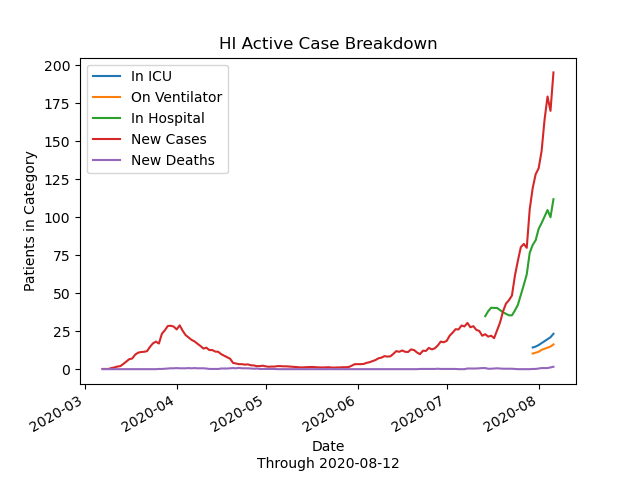 HI Active Case Breakdown
In ICU
On Ventilator
In Hospital
New Cases
New Deaths
Patients in Category
200
175
150
125
100
75
50
25
0
2020-03
2020-04
2020-05
2020-06
2020-07
2020-08
Date
Through 2020-08-12